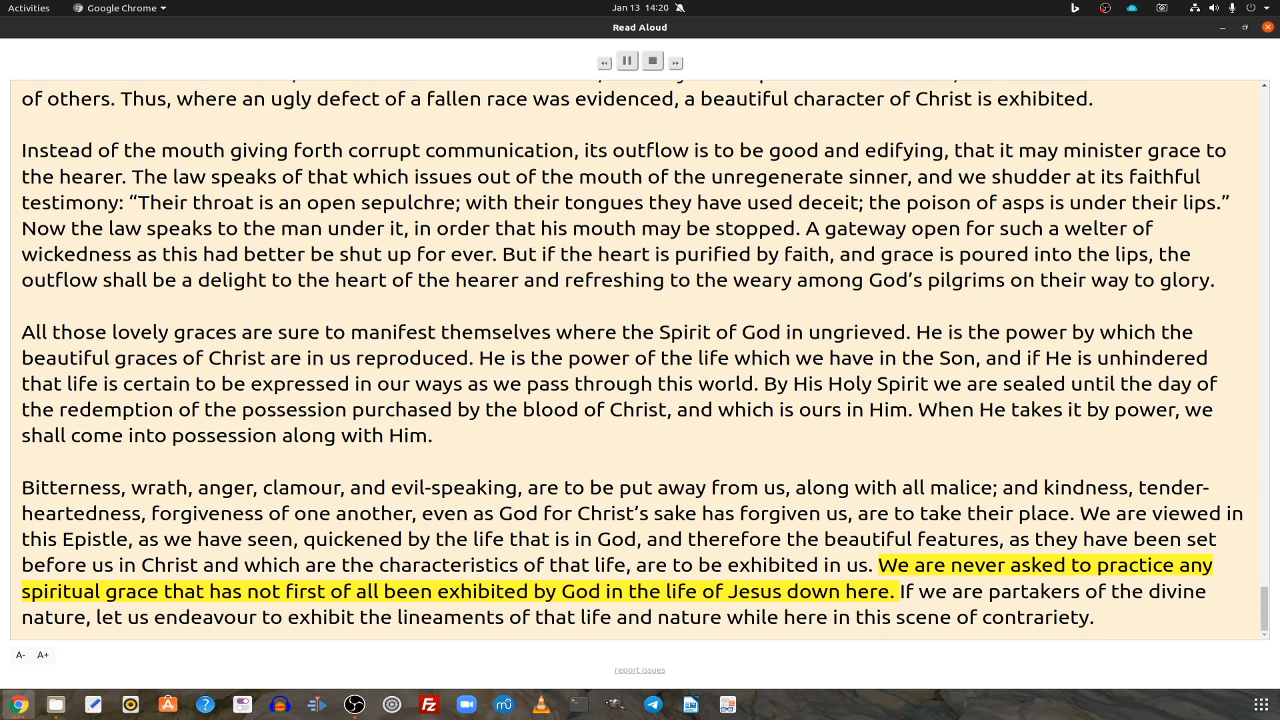 Activities
Google Chrome
Jan 13 14:20
Read Aloud
of others. Thus, where an ugly defect of a fallen race was evidenced, a beautiful character of Christ is exhibited.
Instead of the mouth giving forth corrupt communication, its outflow is to be good and edifying, that it may minister grace to
the hearer. The law speaks of that which issues out of the mouth of the unregenerate sinner, and we shudder at its faithful
testimony: “Their throat is an open sepulchre; with their tongues they have used deceit; the poison of asps is under their lips.”
Now the law speaks to the man under it, in order that his mouth may be stopped. A gateway open for such a welter of
wickedness as this had better be shut up for ever. But if the heart is purified by faith, and grace is poured into the lips, the
outflow shall be a delight to the heart of the hearer and refreshing to the weary among God’s pilgrims on their way to glory.
All those lovely graces are sure to manifest themselves where the Spirit of God in ungrieved. He is the power by which the
beautiful graces of Christ are in us reproduced. He is the power of the life which we have in the Son, and if He is unhindered
that life is certain to be expressed in our ways as we pass through this world. By His Holy Spirit we are sealed until the day of
the redemption of the possession purchased by the blood of Christ, and which is ours in Him. When He takes it by power, we
shall come into possession along with Him.
Bitterness, wrath, anger, clamour, and evil-speaking, are to be put away from us, along with all malice; and kindness, tender-
heartedness, forgiveness of one another, even as God for Christ’s sake has forgiven us, are to take their place. We are viewed in
this Epistle, as we have seen, quickened by the life that is in God, and therefore the beautiful features, as they have been set
before us in Christ and which are the characteristics of that life, are to be exhibited in us. We are never asked to practice any
spiritual grace that has not first of all been exhibited by God in the life of Jesus down here. If we are partakers of the divine
nature, let us endeavour to exhibit the lineaments of that life and nature while here in this scene of contrariety.
A- A+
report issues